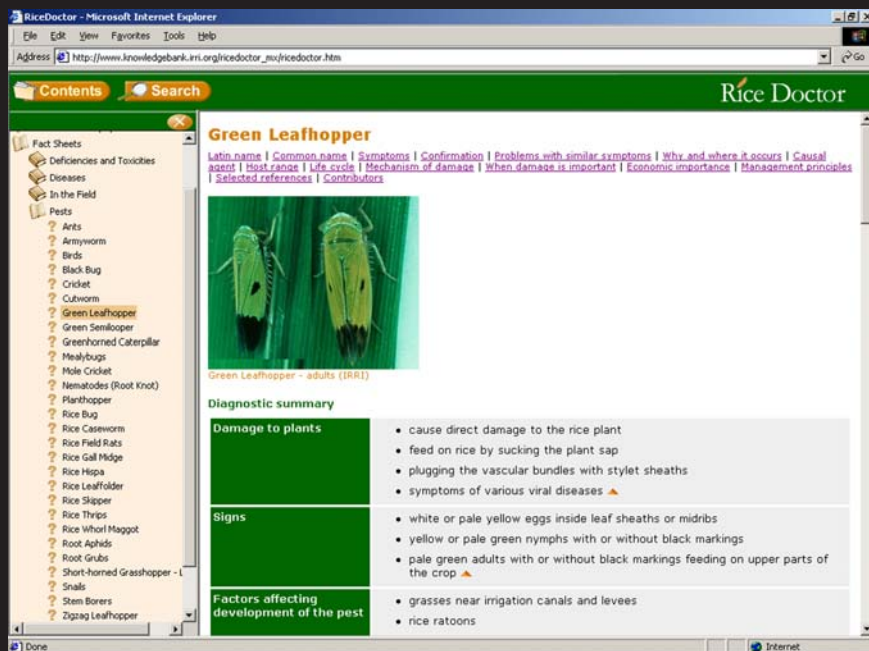 RiceDoctor - Microsoft Internet Explorer
File Edit View Favorites Tools Help
Address http://www.knowledgebank.irri.org/ricedoctor_mx/ricedoctor.htm Go
Contents Search Rice Doctor
Fact Sheets
Deficiencies and Toxicities
Diseases
In the Field
Pests
Ants
Armyworm
Birds
Black Bug
Cricket
Cutworm
Green Leafhopper
Green Semilooper
Greenhorned Caterpillar
Mealybugs
Mole Cricket
Nematodes (Root Knot)
Planthopper
Rice Bug
Rice Caseworm
Rice Field Rats
Rice Gall Midge
Rice Hispa
Rice Leaffolder
Rice Skipper
Rice Thrips
Rice Whorl Maggot
Root Aphids
Root Grubs
Short-horned Grasshopper - L
Snails
Stem Borers
Zigzag Leafhopper
Green Leafhopper
Latin name | Common name | Symptoms | Confirmation | Problems with similar symptoms | Why and where it occurs | Causal
agent | Host range | Life cycle | Mechanism of damage | When damage is important | Economic importance | Management principles
| Selected references | Contributors
Green Leafhopper - adults (IRRI)
Diagnostic summary
Damage to plants
• cause direct damage to the rice plant
• feed on rice by sucking the plant sap
• plugging the vascular bundles with stylet sheaths
• symptoms of various viral diseases
Signs
• white or pale yellow eggs inside leaf sheaths or midribs
• yellow or pale green nymphs with or without black markings
• pale green adults with or without black markings feeding on upper parts of
the crop
Factors affecting
development of the pest
• grasses near irrigation canals and levees
• rice ratoons
Done Internet